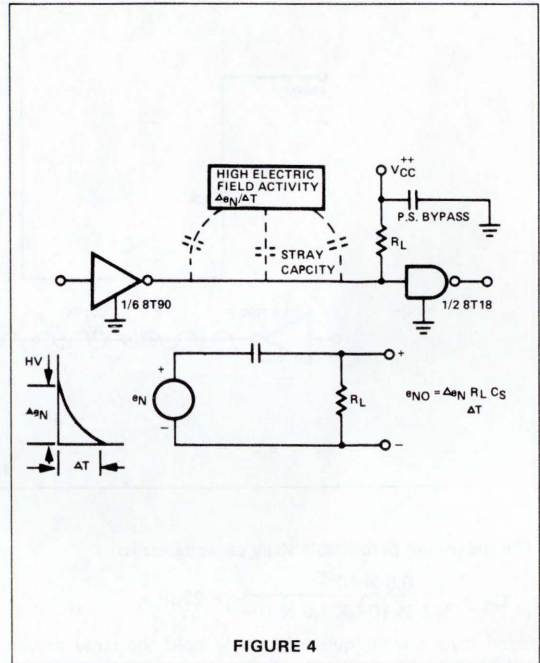 HIGH ELECTRIC
FIELD ACTIVITY
ΔeN/ΔT
++
VCC
P.S. BYPASS
RL
STRAY
CAPCITY
1/6 8T90
1/2 8T18
HV
ΔeN
ΔT
+
eN
−
RL
+
−
eNO = ΔeN RL CS
ΔT
FIGURE 4